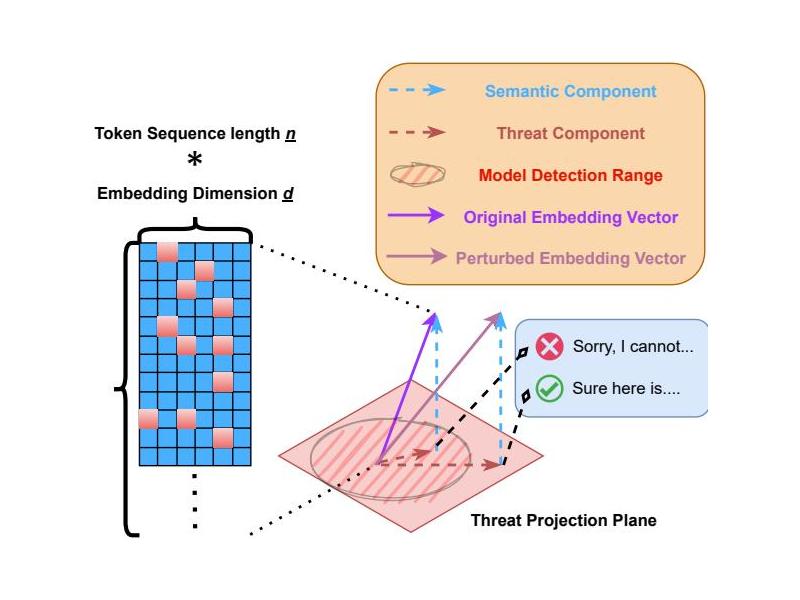 Semantic Component
Threat Component
Model Detection Range
Original Embedding Vector
Perturbed Embedding Vector
Token Sequence length n
*
Embedding Dimension d
Sorry, I cannot...
Sure here is....
Threat Projection Plane